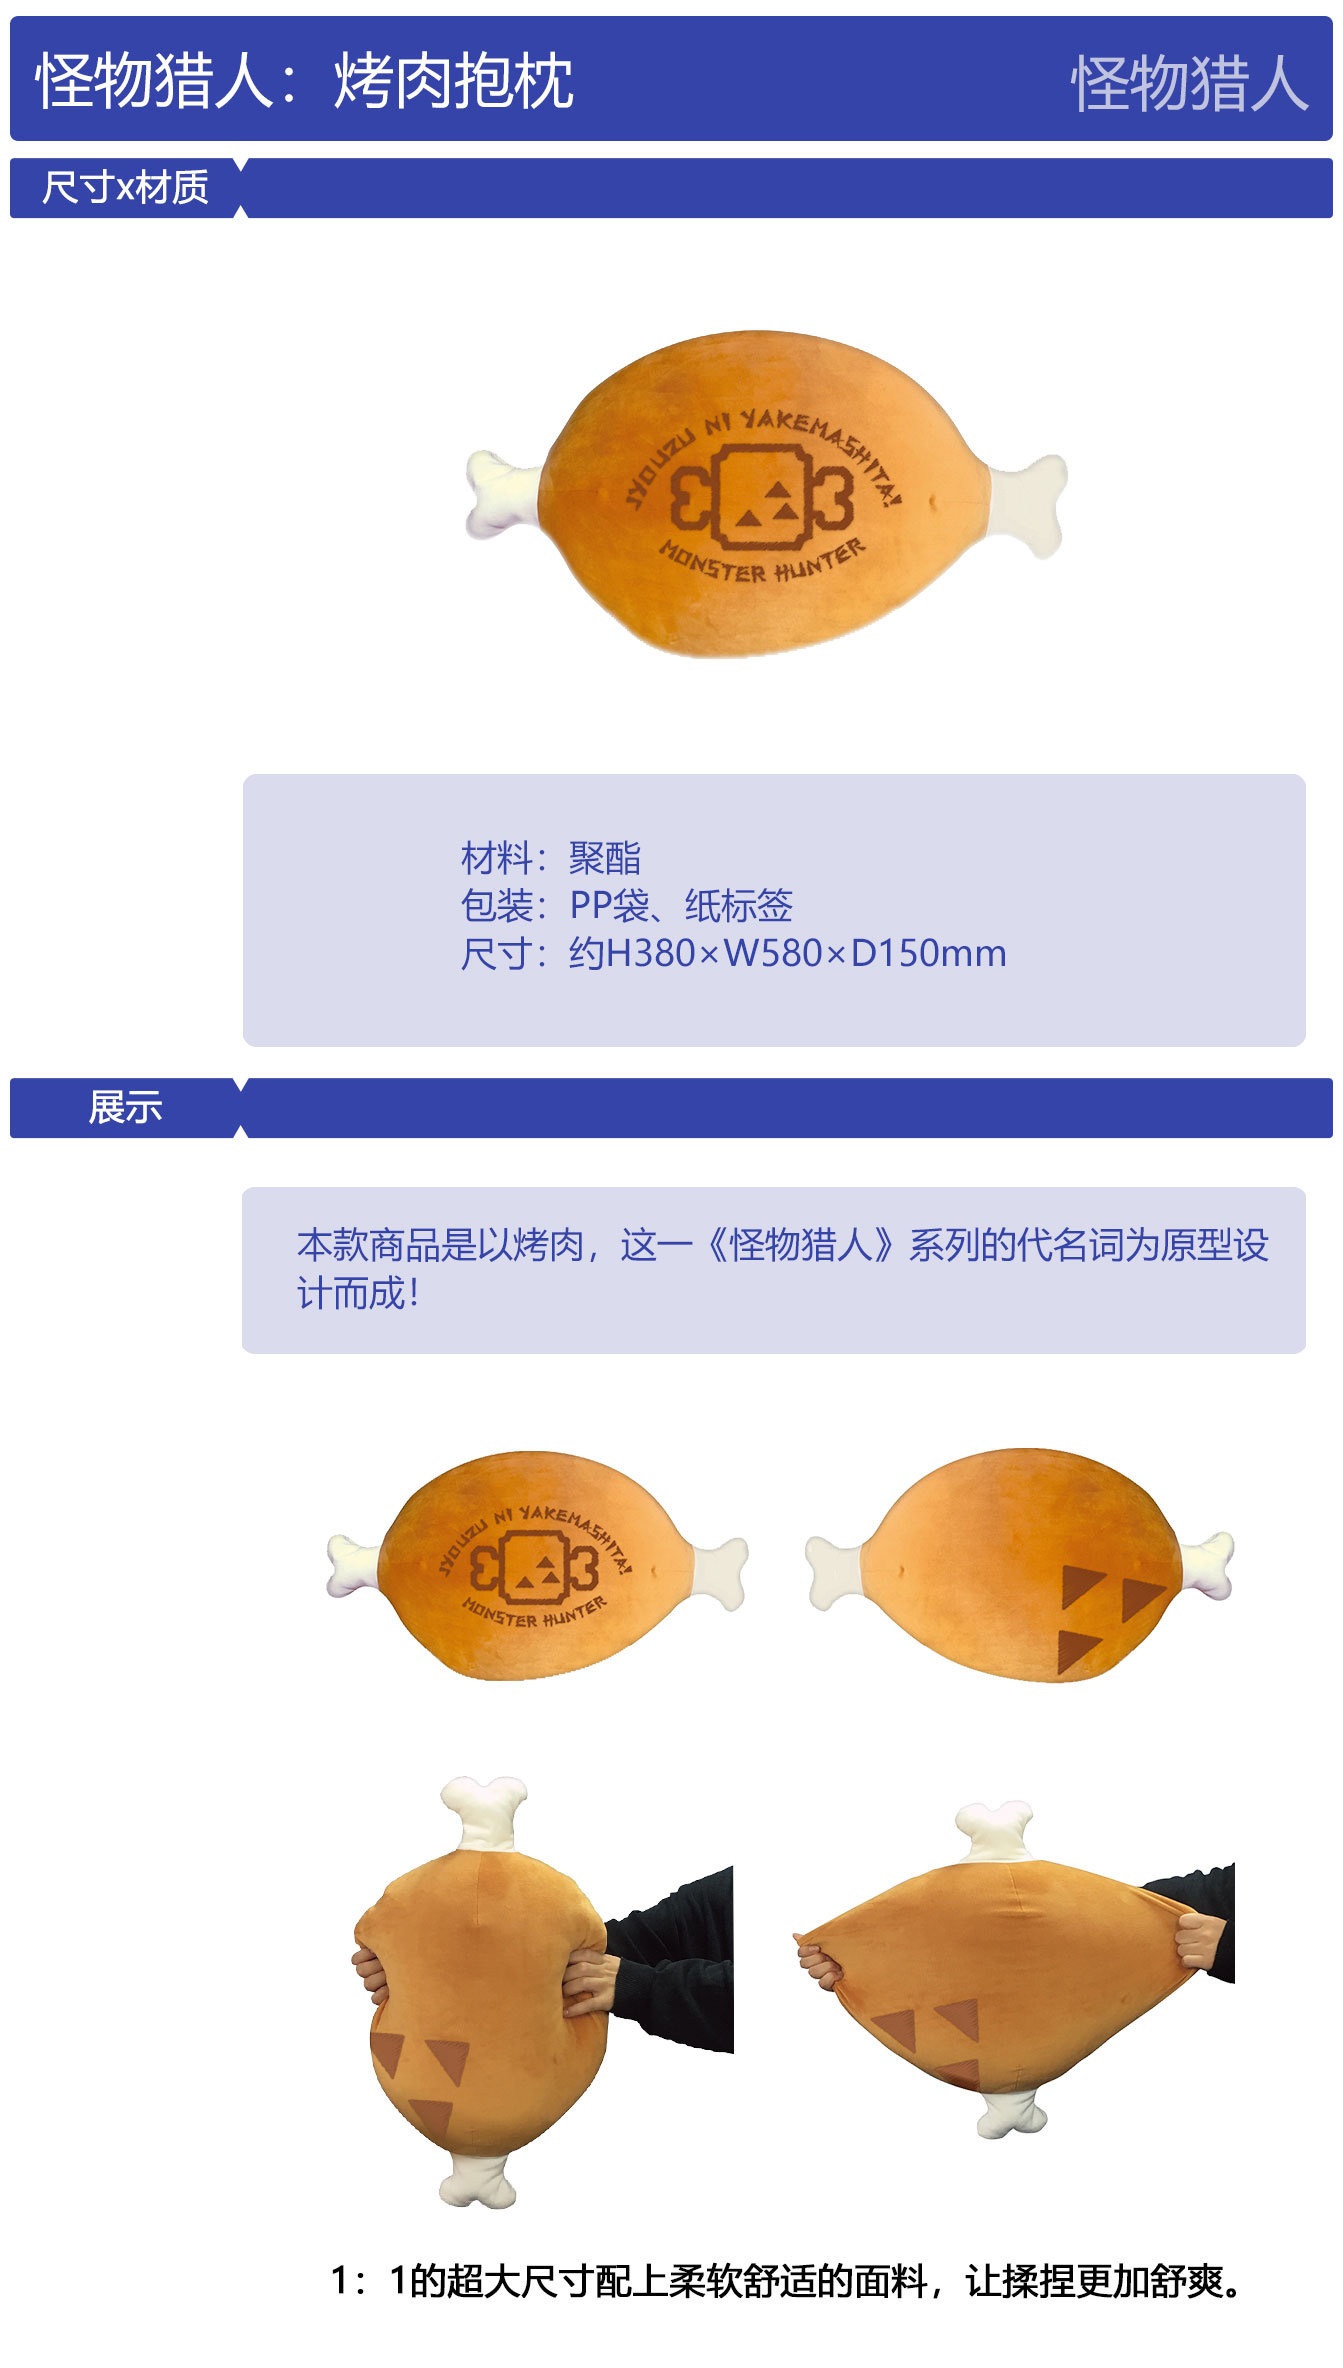 怪物猎人：烤肉抱枕
怪物猎人
尺寸x材质
SYOUZU NI YAKEMASHITA!
MONSTER HUNTER
材料：聚酯
包装：PP袋、纸标签
尺寸：约H380×W580×D150mm
展示
本款商品是以烤肉，这一《怪物猎人》系列的代名词为原型设
计而成！
SYOUZU NI YAKEMASHITA!
MONSTER HUNTER
1：1的超大尺寸配上柔软舒适的面料，让揉捏更加舒爽。